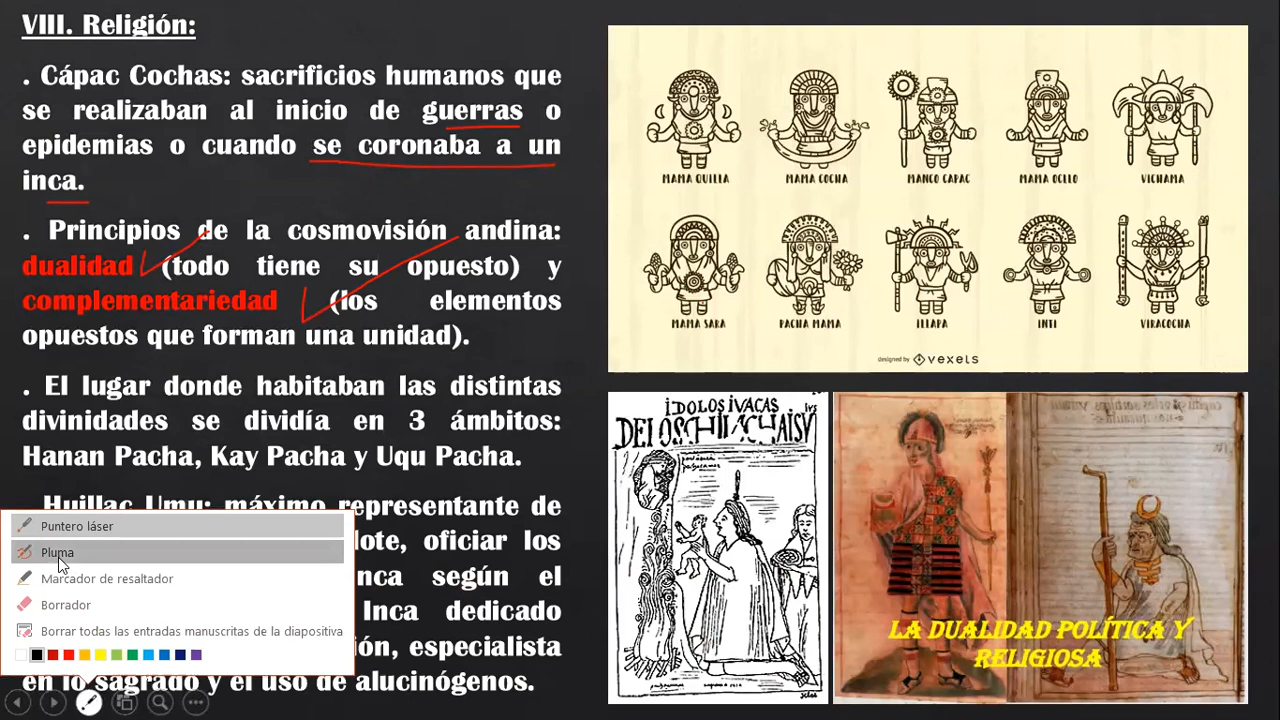 VIII. Religión:
. Cápac Cochas: sacrificios humanos que
se realizaban al inicio de guerras o
epidemias o cuando se coronaba a un
inca.
. Principios de la cosmovisión andina:
dualidad (todo tiene su opuesto) y
complementariedad (los elementos
opuestos que forman una unidad).
. El lugar donde habitaban las distintas
divinidades se dividía en 3 ámbitos:
Hanan Pacha, Kay Pacha y Uqu Pacha.
Huillac Umu: máximo representante de
dote, oficiar los
nca según el
Inca dedicado
ión, especialista
en lo sagrado y el uso de alucinógenos.
Puntero láser
Pluma
Marcador de resaltador
Borrador
Borrar todas las entradas manuscritas de la diapositiva
MAMA QUILLA MAMA COCHA MANCO CAPAC MAMA OCLLO VICHAMA
MAMA SARA PACHA MAMA ILLAPA INTI VIRACOCHA
designed by vexels
IDOLOS IVACAS
LA DUALIDAD POLÍTICA Y
RELIGIOSA